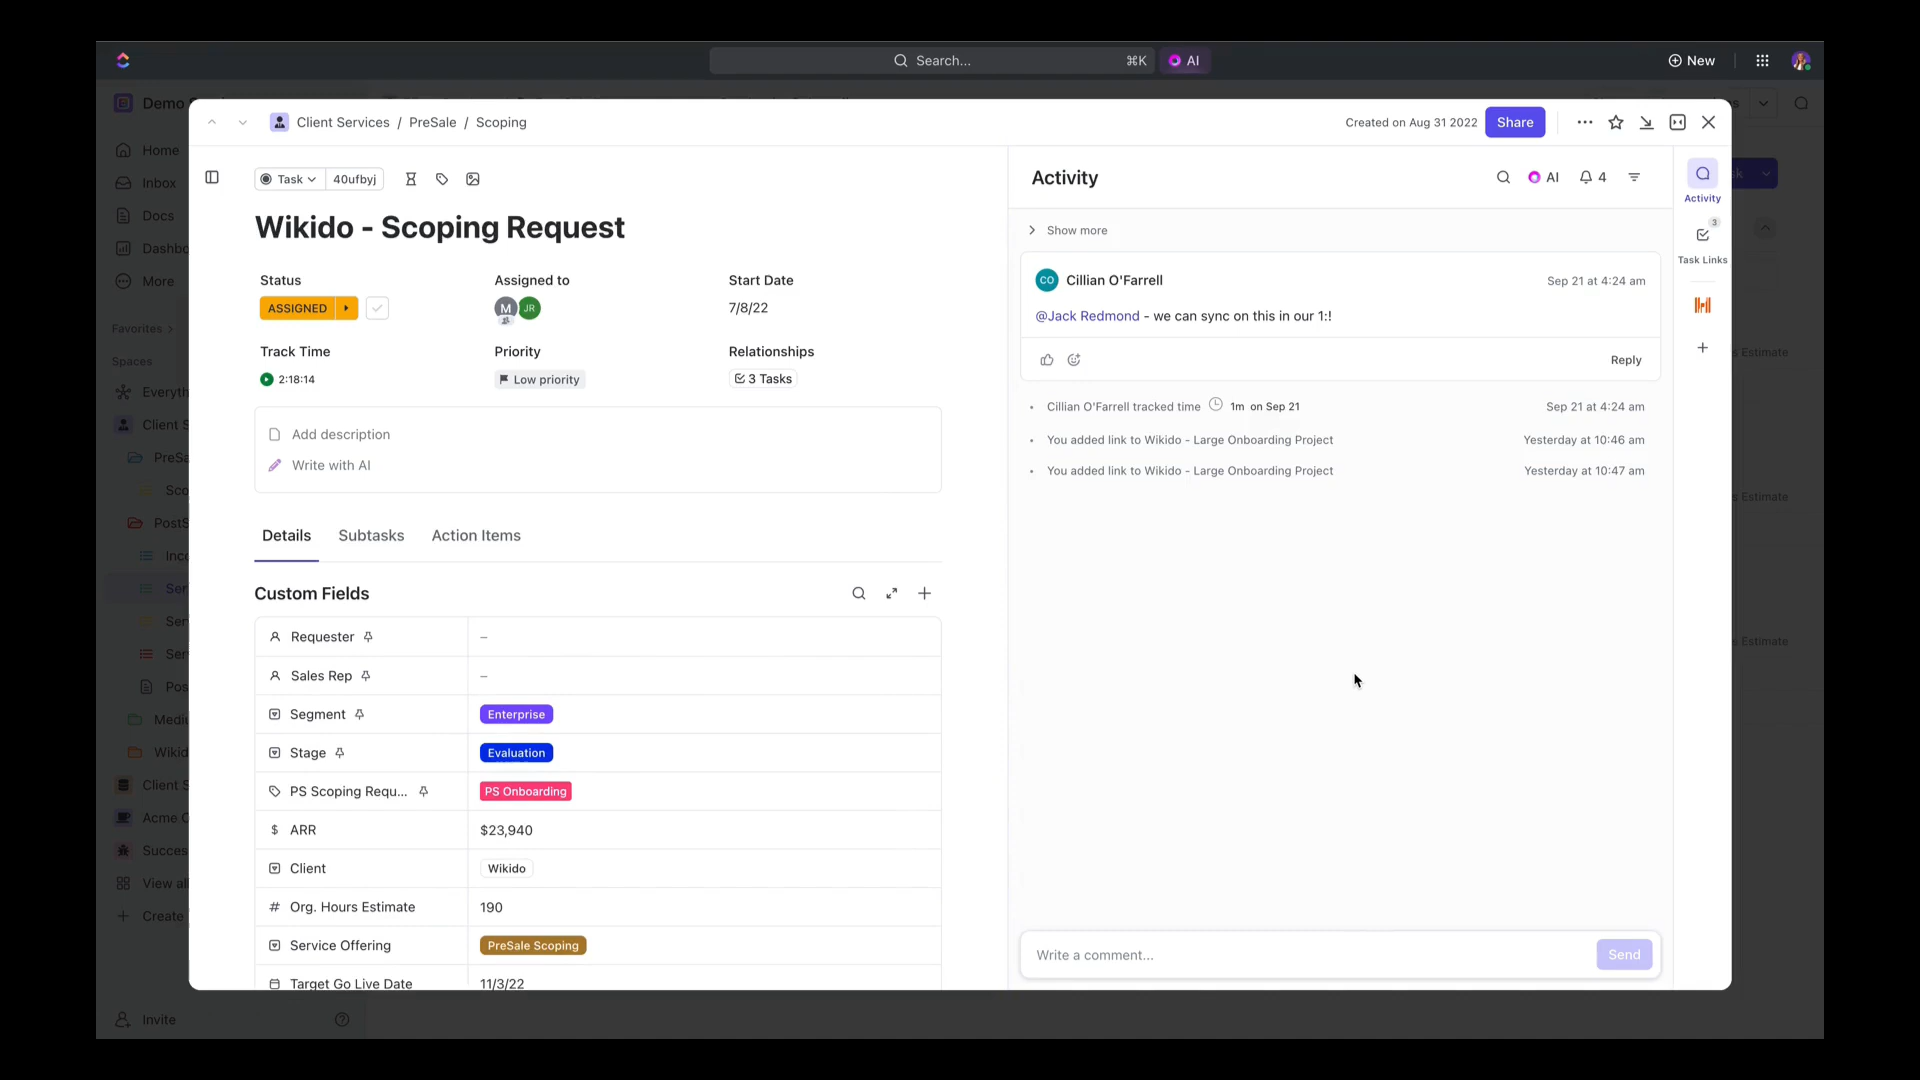 Search...
⌘K
AI
New
Demo
Client Services / PreSale / Scoping
Created on Aug 31 2022
Share
Home
Inbox
Docs
Dashbo
More
Favorites
Spaces
Everyth
Client S
PreSa
Sco
PostS
Inco
Ser
Ser
Ser
Pos
Medi
Wikid
Client S
Acme C
Succes
View all
Create
Invite
Task
40ufbyj
Wikido - Scoping Request
Status
Assigned to
Start Date
ASSIGNED
M
JR
7/8/22
Track Time
Priority
Relationships
2:18:14
Low priority
3 Tasks
Add description
Write with AI
Details
Subtasks
Action Items
Custom Fields
Requester
–
Sales Rep
–
Segment
Enterprise
Stage
Evaluation
PS Scoping Requ...
PS Onboarding
$ ARR
$23,940
Client
Wikido
# Org. Hours Estimate
190
Service Offering
PreSale Scoping
Target Go Live Date
11/3/22
Activity
AI
4
Show more
CO
Cillian O'Farrell
Sep 21 at 4:24 am
@Jack Redmond - we can sync on this in our 1:!
Reply
Cillian O'Farrell tracked time 1m on Sep 21
Sep 21 at 4:24 am
You added link to Wikido - Large Onboarding Project
Yesterday at 10:46 am
You added link to Wikido - Large Onboarding Project
Yesterday at 10:47 am
Write a comment...
Send
Activity
3
Task Links
s Estimate
s Estimate
s Estimate